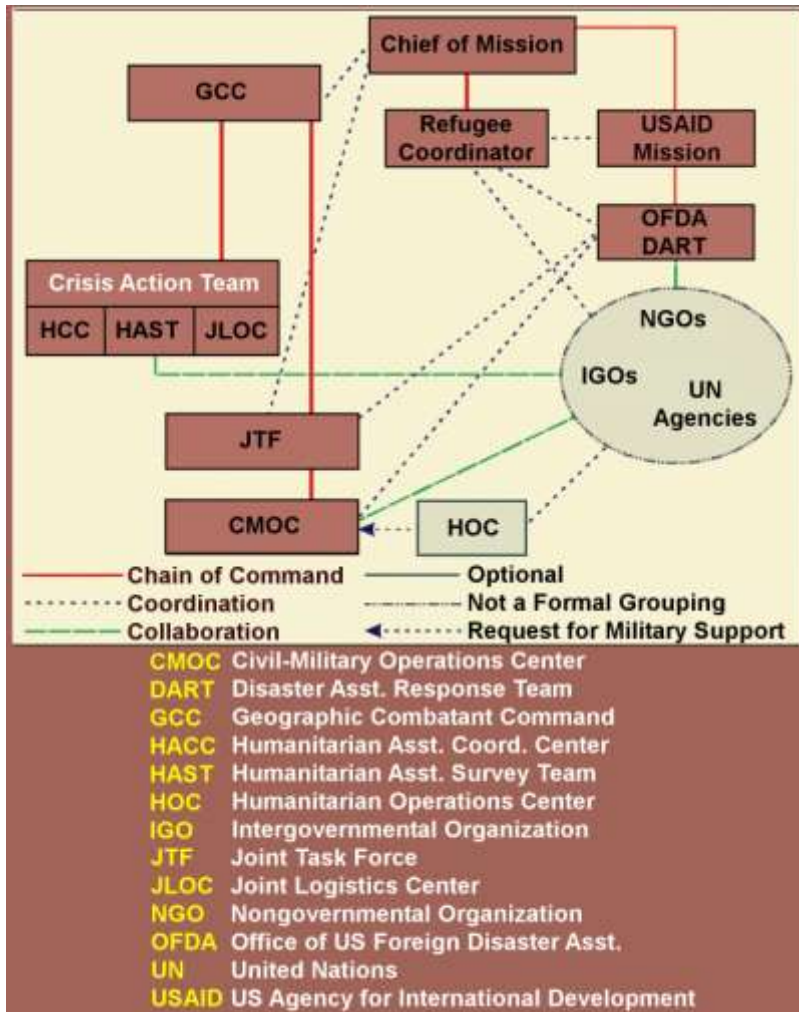 Chief of Mission
GCC
Refugee
Coordinator
USAID
Mission
OFDA
DART
Crisis Action Team
HCC HAST JLOC
NGOs
IGOs
UN
Agencies
JTF
CMOC
HOC
Chain of Command
Optional
Coordination
Not a Formal Grouping
Collaboration
Request for Military Support
CMOC Civil-Military Operations Center
DART Disaster Asst. Response Team
GCC Geographic Combatant Command
HACC Humanitarian Asst. Coord. Center
HAST Humanitarian Asst. Survey Team
HOC Humanitarian Operations Center
IGO Intergovernmental Organization
JTF Joint Task Force
JLOC Joint Logistics Center
NGO Nongovernmental Organization
OFDA Office of US Foreign Disaster Asst.
UN United Nations
USAID US Agency for International Development